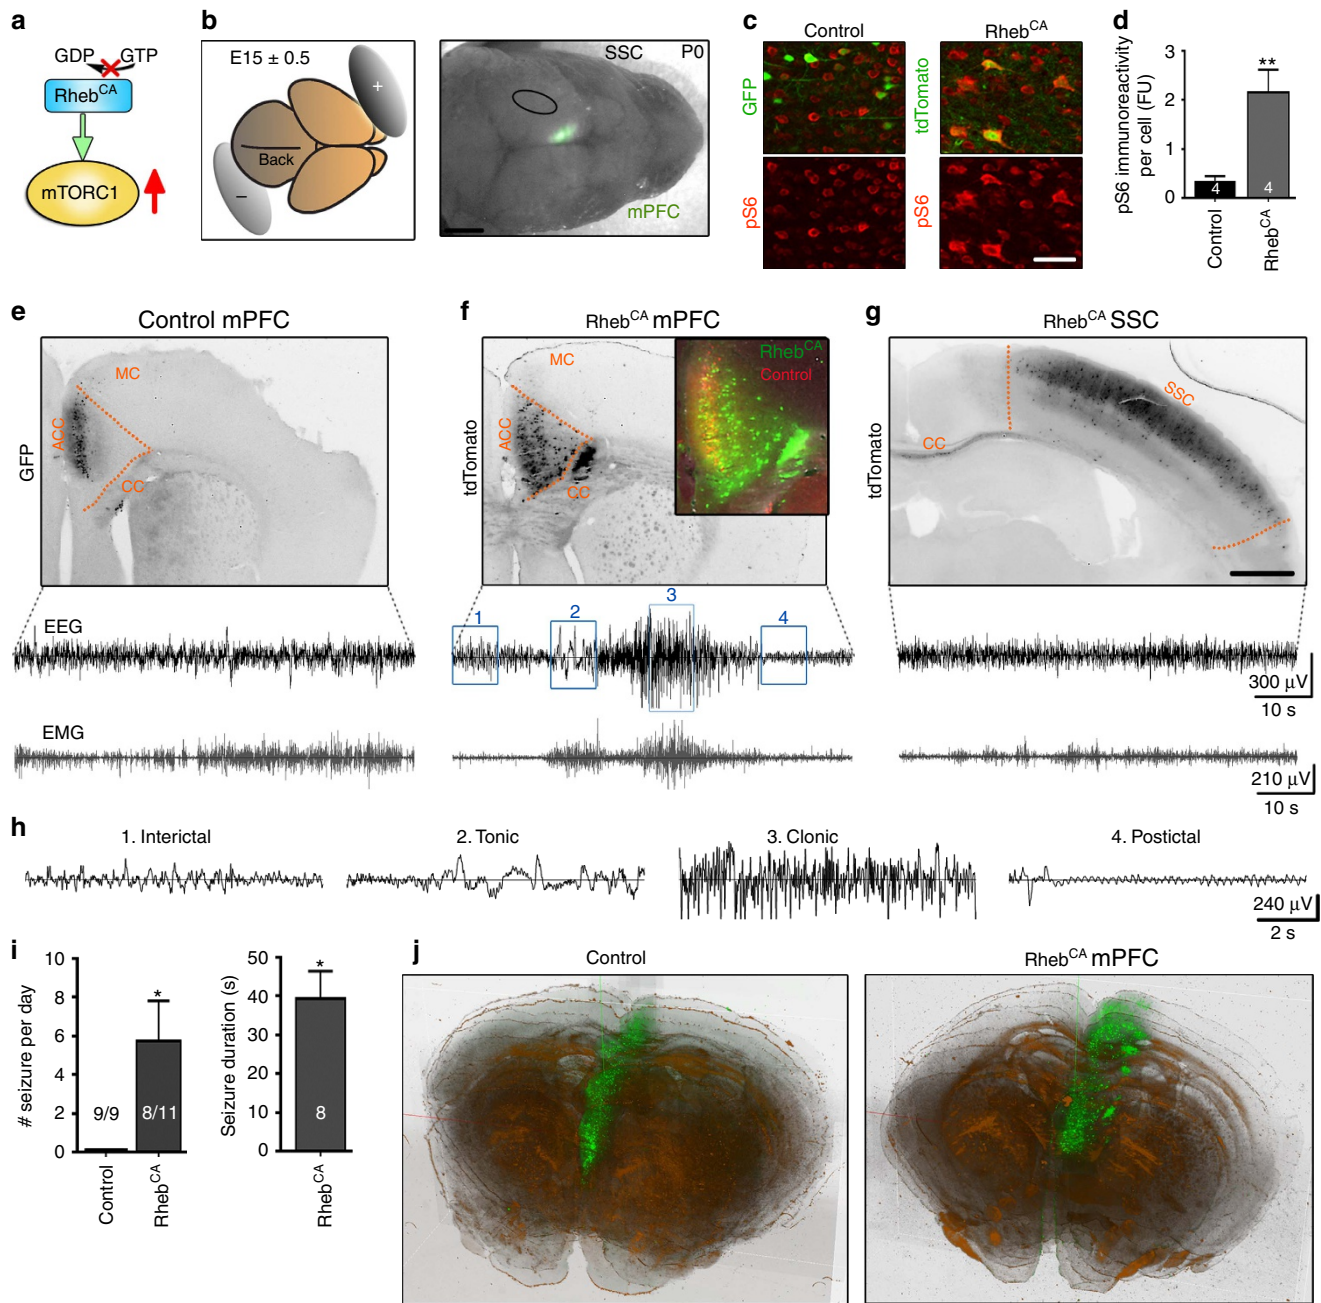 a
GDP GTP
Rheb^CA
mTORC1
b
E15 ± 0.5
+
Back
−
SSC P0
mPFC
c
Control Rheb^CA
GFP
tdTomato
pS6
pS6
d
pS6 immunoreactivity
per cell (FU)
3
2
1
0
**
4 4
Control
Rheb^CA
e
Control mPFC
GFP
MC
ACC
CC
f
Rheb^CA mPFC
tdTomato
MC
ACC
CC
Rheb^CA
Control
g
Rheb^CA SSC
tdTomato
SSC
CC
EEG
1
2
3
4
300 µV
10 s
EMG
210 µV
10 s
h
1. Interictal
2. Tonic
3. Clonic
4. Postictal
240 µV
2 s
i
# seizure per day
10
8
6
4
2
0
*
9/9 8/11
Control
Rheb^CA
Seizure duration (s)
50
40
30
20
10
0
*
8
Rheb^CA
j
Control
Rheb^CA mPFC